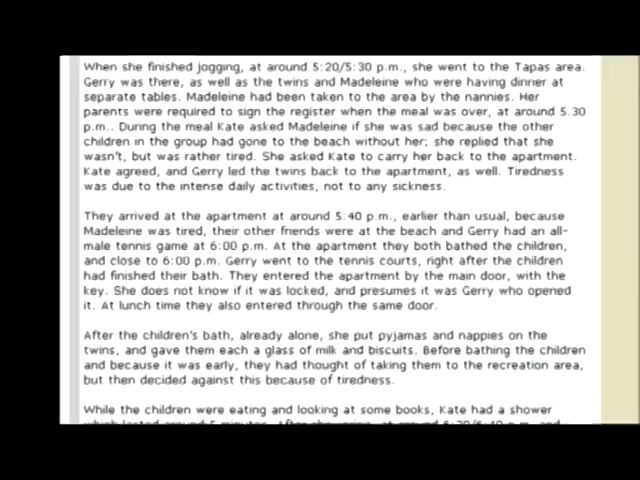 When she finished jogging, at around 5:20/5:30 p.m., she went to the Tapas area.
Gerry was there, as well as the twins and Madeleine who were having dinner at
separate tables. Madeleine had been taken to the area by the nannies. Her
parents were required to sign the register when the meal was over, at around 5.30
p.m.. During the meal Kate asked Madeleine if she was sad because the other
children in the group had gone to the beach without her; she replied that she
wasn't, but was rather tired. She asked Kate to carry her back to the apartment.
Kate agreed, and Gerry led the twins back to the apartment, as well. Tiredness
was due to the intense daily activities, not to any sickness.
They arrived at the apartment at around 5:40 p.m., earlier than usual, because
Madeleine was tired, their other friends were at the beach and Gerry had an all-
male tennis game at 6:00 p.m. At the apartment they both bathed the children,
and close to 6:00 p.m. Gerry went to the tennis courts, right after the children
had finished their bath. They entered the apartment by the main door, with the
key. She does not know if it was locked, and presumes it was Gerry who opened
it. At lunch time they also entered through the same door.
After the children's bath, already alone, she put pyjamas and nappies on the
twins, and gave them each a glass of milk and biscuits. Before bathing the children
and because it was early, they had thought of taking them to the recreation area,
but then decided against this because of tiredness.
While the children were eating and looking at some books, Kate had a shower